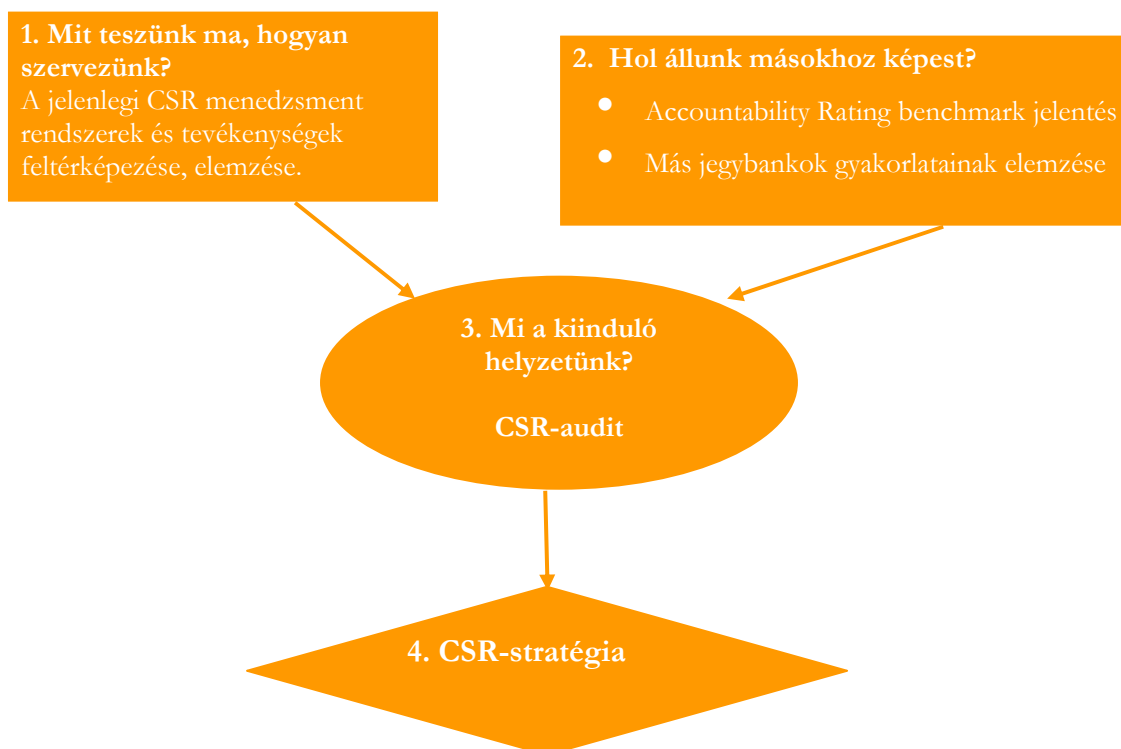 1. Mit teszünk ma, hogyan
szervezünk?
A jelenlegi CSR menedzsment
rendszerek és tevékenységek
feltérképezése, elemzése.
2. Hol állunk másokhoz képest?
• Accountability Rating benchmark jelentés
• Más jegybankok gyakorlatainak elemzése
3. Mi a kiinduló
helyzetünk?
CSR-audit
4. CSR-stratégia